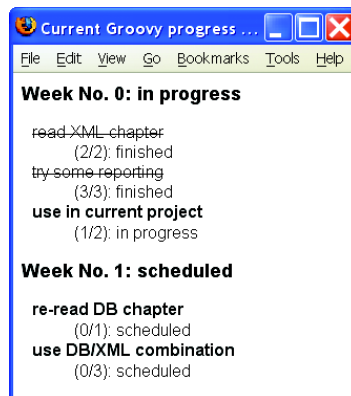 Current Groovy progress ...
File Edit View Go Bookmarks Tools Help
Week No. 0: in progress
read XML chapter
(2/2): finished
try some reporting
(3/3): finished
use in current project
(1/2): in progress
Week No. 1: scheduled
re-read DB chapter
(0/1): scheduled
use DB/XML combination
(0/3): scheduled